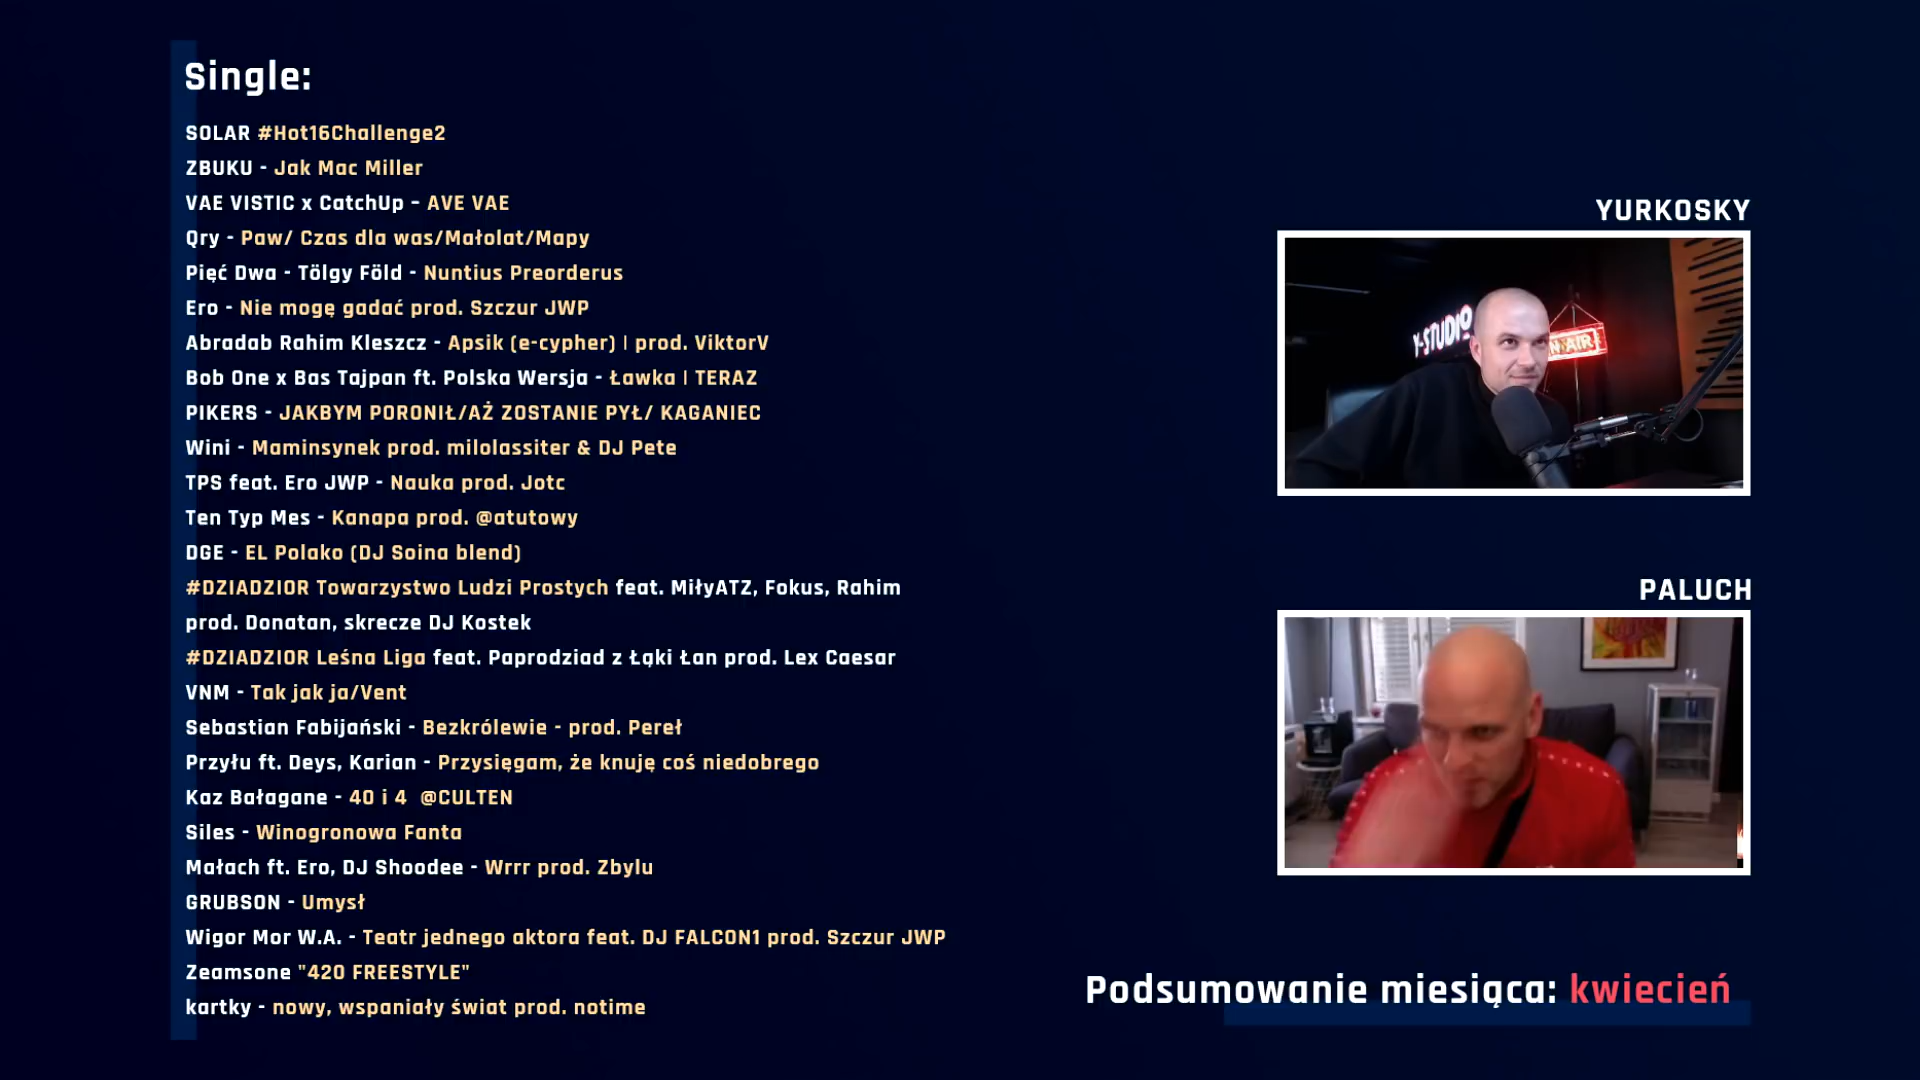 Single:
SOLAR #Hot16Challenge2
ZBUKU - Jak Mac Miller
VAE VISTIC x CatchUp – AVE VAE
Qry - Paw/ Czas dla was/Małolat/Mapy
Pięć Dwa - Tölgy Föld - Nuntius Preorderus
Ero - Nie mogę gadać prod. Szczur JWP
Abradab Rahim Kleszcz - Apsik (e-cypher) | prod. ViktorV
Bob One x Bas Tajpan ft. Polska Wersja - Ławka | TERAZ
PIKERS - JAKBYM PORONIŁ/AŻ ZOSTANIE PYŁ/ KAGANIEC
Wini - Maminsynek prod. milolassiter & DJ Pete
TPS feat. Ero JWP - Nauka prod. Jotc
Ten Typ Mes - Kanapa prod. @atutowy
DGE - EL Polako (DJ Soina blend)
#DZIADZIOR Towarzystwo Ludzi Prostych feat. MiłyATZ, Fokus, Rahim
prod. Donatan, skrecze DJ Kostek
#DZIADZIOR Leśna Liga feat. Paprodziad z Łąki Łan prod. Lex Caesar
VNM - Tak jak ja/Vent
Sebastian Fabijański - Bezkrólewie - prod. Pereł
Przyłu ft. Deys, Karian - Przysięgam, że knuję coś niedobrego
Kaz Bałagane - 40 i 4 @CULTEN
Siles - Winogronowa Fanta
Małach ft. Ero, DJ Shoodee - Wrrr prod. Zbylu
GRUBSON - Umysł
Wigor Mor W.A. - Teatr jednego aktora feat. DJ FALCON1 prod. Szczur JWP
Zeamsone "420 FREESTYLE"
kartky - nowy, wspaniały świat prod. notime
YURKOSKY
Y-STUDIO
N AIR
PALUCH
Podsumowanie miesiąca: kwiecień